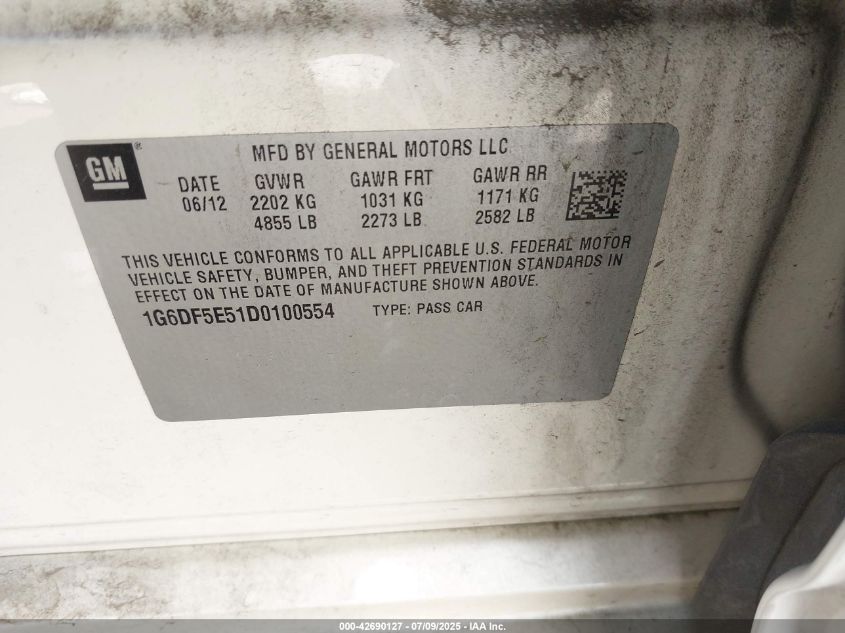 GM®
MFD BY GENERAL MOTORS LLC
DATE GVWR GAWR FRT GAWR RR
06/12 2202 KG 1031 KG 1171 KG
4855 LB 2273 LB 2582 LB
THIS VEHICLE CONFORMS TO ALL APPLICABLE U.S. FEDERAL MOTOR
VEHICLE SAFETY, BUMPER, AND THEFT PREVENTION STANDARDS IN
EFFECT ON THE DATE OF MANUFACTURE SHOWN ABOVE.
1G6DF5E51D0100554 TYPE: PASS CAR
000-42690127 - 07/09/2025 - IAA Inc.